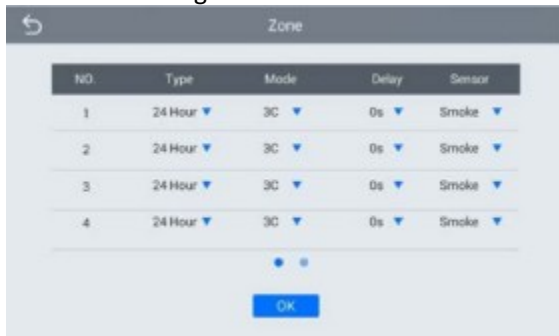 Zone
NO. Type Mode Delay Sensor
1 24 Hour 3C 0s Smoke
2 24 Hour 3C 0s Smoke
3 24 Hour 3C 0s Smoke
4 24 Hour 3C 0s Smoke
OK